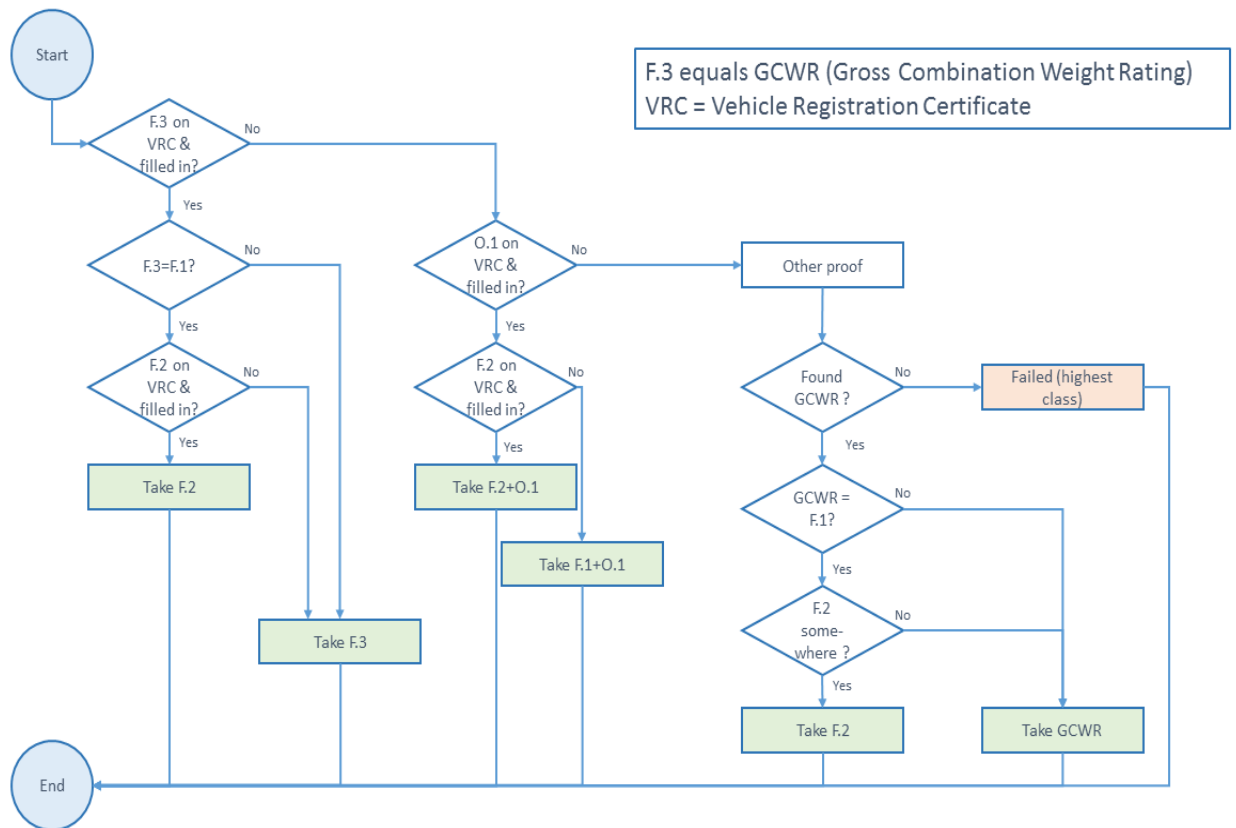 Start
F.3 equals GCWR (Gross Combination Weight Rating)
VRC = Vehicle Registration Certificate
F.3 on
VRC &
filled in?
No
Yes
F.3=F.1?
No
Yes
F.2 on
VRC &
filled in?
No
Yes
Take F.2
Take F.3
O.1 on
VRC &
filled in?
No
Yes
F.2 on
VRC &
filled in?
No
Yes
Take F.2+O.1
Take F.1+O.1
Other proof
Found
GCWR ?
No
Failed (highest
class)
Yes
GCWR =
F.1?
No
Yes
F.2
some-
where ?
No
Yes
Take F.2
Take GCWR
End